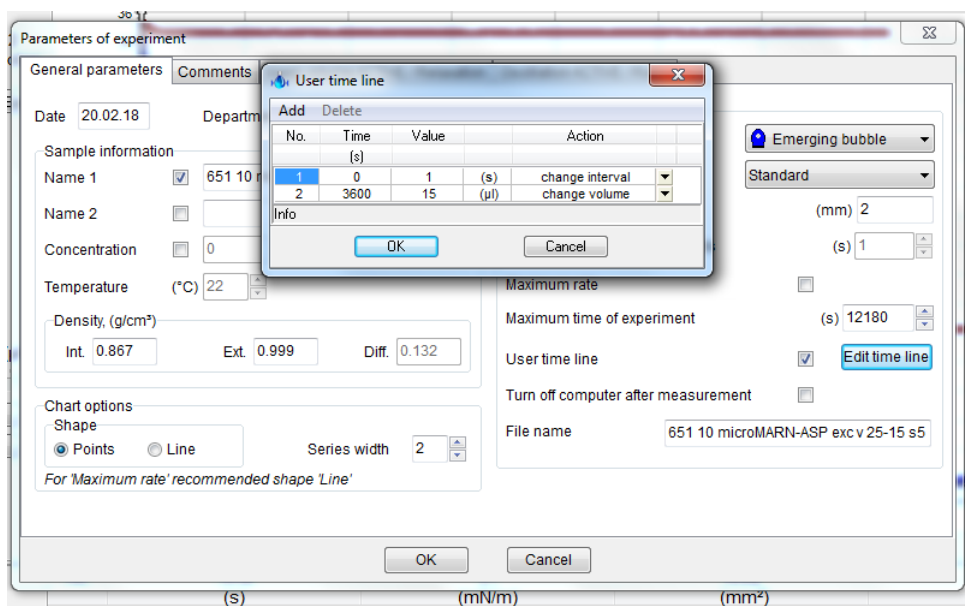 36
Parameters of experiment
General parameters Comments
Date 20.02.18 Departm
Sample information
Name 1 651 10 m
Name 2
Concentration 0
Temperature (°C) 22
Density, (g/cm³)
Int. 0.867 Ext. 0.999 Diff. 0.132
Chart options
Shape
Points Line Series width 2
For 'Maximum rate' recommended shape 'Line'
User time line
Add Delete
No. Time Value Action
(s)
1 0 1 (s) change interval
2 3600 15 (µl) change volume
Info
OK Cancel
Emerging bubble
Standard
(mm) 2
(s) 1
Maximum rate
Maximum time of experiment (s) 12180
User time line Edit time line
Turn off computer after measurement
File name 651 10 microMARN-ASP exc v 25-15 s5
OK Cancel
(s) (mN/m) (mm²)